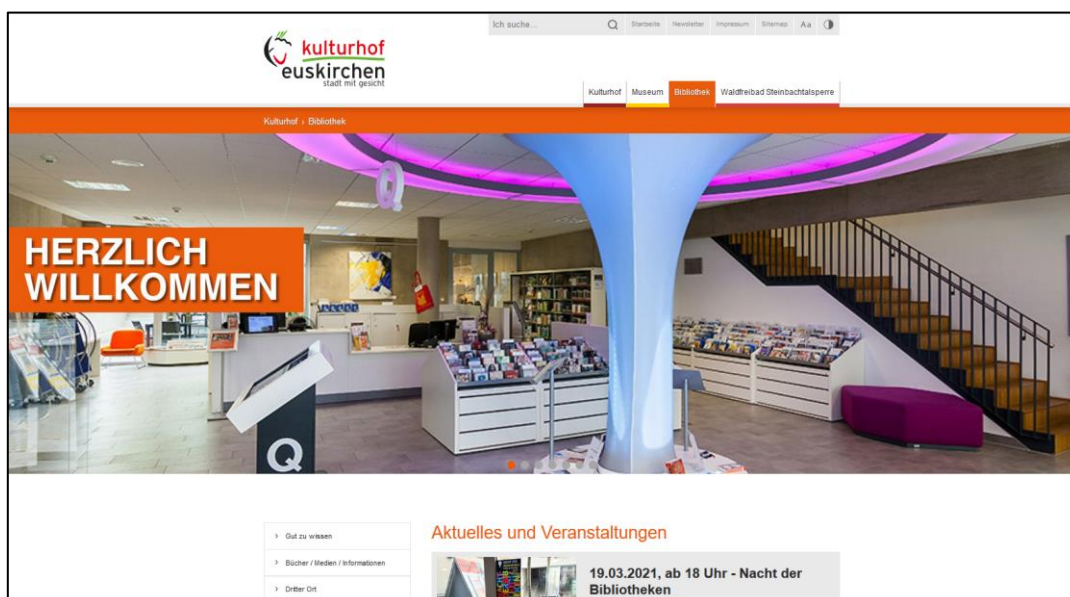 Ich suche...
Startseite Newsletter Impressum Sitemap Aa
kulturhof
euskirchen
stadt mit gesicht
Kulturhof Museum Bibliothek Waldfreibad Steinbachtalsperre
Kulturhof › Bibliothek
HERZLICH
WILLKOMMEN
Q
Q
› Gut zu wissen
› Bücher / Medien / Informationen
› Dritter Ort
Aktuelles und Veranstaltungen
19.03.2021, ab 18 Uhr - Nacht der
Bibliotheken